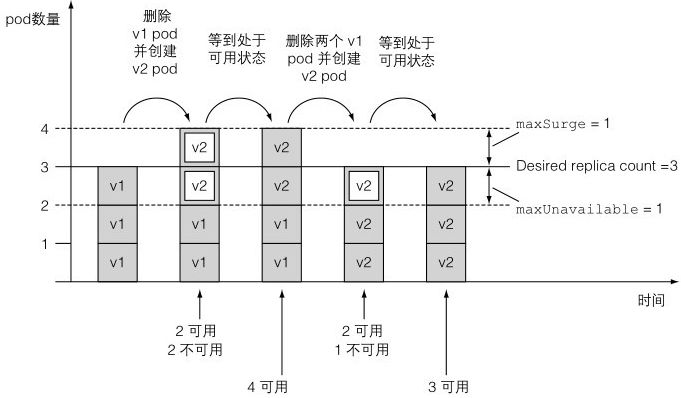 pod数量
删除
v1 pod
并创建
v2 pod
等到处于
可用状态
删除两个 v1
pod 并创建
v2 pod
等到处于
可用状态
4
3
2
1
maxSurge = 1
Desired replica count =3
maxUnavailable = 1
v2
v2
v1
v2
v2
v2
v2
v1
v1
v2
v2
v1
v1
v1
v2
v2
时间
2 可用
2 不可用
2 可用
1 不可用
4 可用
3 可用